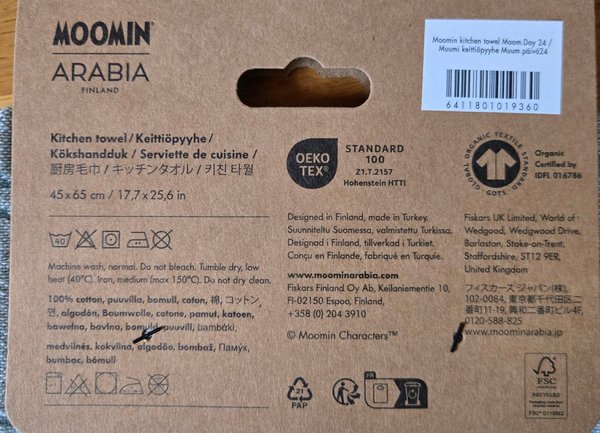 MOOMIN
ARABIA
FINLAND
Moomin kitchen towel Moom.Day 24 /
Muumi keittiöpyyhe Muum.päivä24
6411801019360
Kitchen towel / Keittiöpyyhe /
Kökshandduk / Serviette de cuisine /
厨房毛巾 / キッチンタオル / 키친 타월
45 x 65 cm / 17,7 x 25,6 in
OEKO
TEX®
STANDARD
100
Z1.T.2157
Hohenstein HTTI
GLOBAL ORGANIC TEXTILE STANDARD
GOTS
Organic
Certified by
IDFL 016786
40
Machine wash, normal. Do not bleach. Tumble dry, low
heat (40°C). Iron, medium (max 150°C). Do not dry clean.
100% cotton, puuvilla, bomull, coton, 棉, コットン,
면, algodón, Baumwolle, cotone, pamut, katoen,
bawełna, bavlna, puuvill, bambáki,
medvilnės, kokvilna, algodão, bombaž, Памук,
bumbac, bómull
Designed in Finland, made in Turkey.
Suunniteltu Suomessa, valmistettu Turkissa.
Designad i Finland, tillverkad i Turkiet.
Conçu en Finlande, fabriqué en Turquie.
www.moominarabia.com
Fiskars Finland Oy Ab, Keilaniementie 10,
FI-02150 Espoo, Finland
+358 (0) 204 3910
© Moomin Characters™
Fiskars UK Limited, World of
Wedgwood, Wedgwood Drive,
Barlaston, Stoke-on-Trent,
Staffordshire, ST12 9ER,
United Kingdom
フィスカース ジャパン(株),
102-0084, 東京都千代田区二
番町11-19, 興和二番町ビル4F,
0120-588-825
www.moominarabia.jp
21
PAP
FR
FSC
RECYCLED